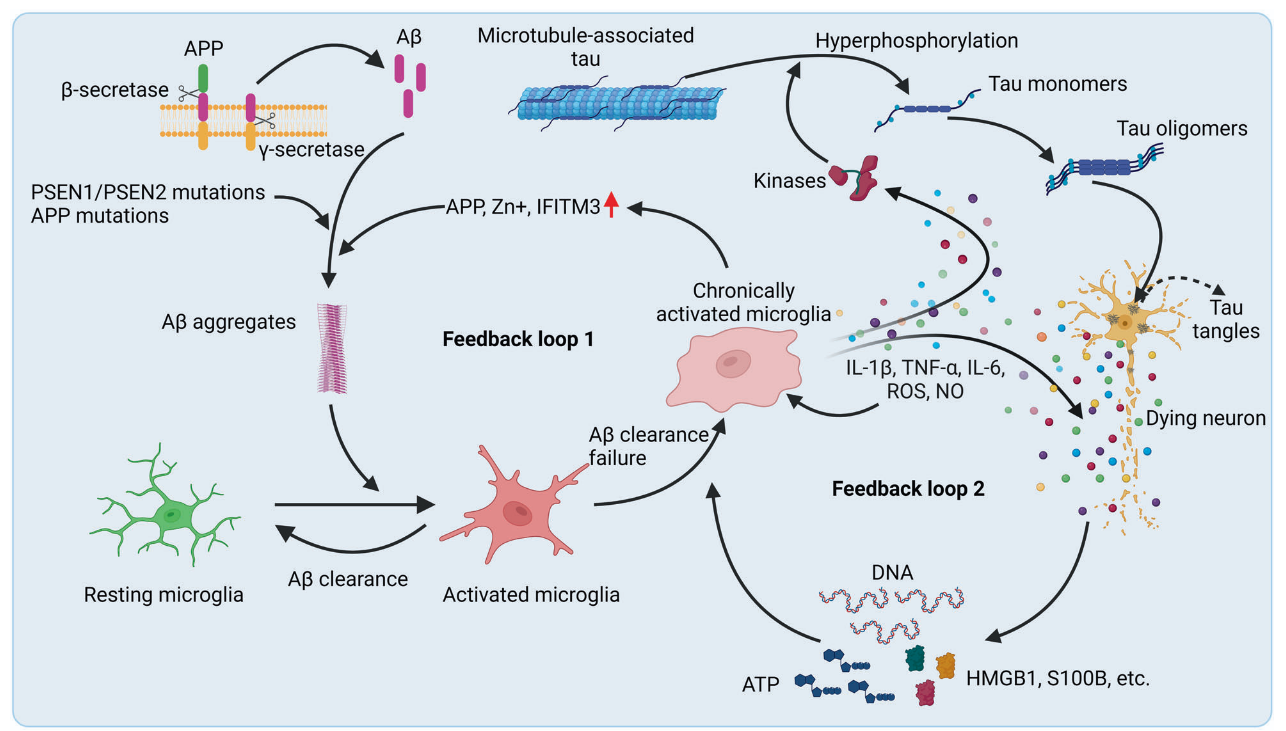 APP
Aβ
β-secretase
γ-secretase
Microtubule-associated
tau
Hyperphosphorylation
Tau monomers
Tau oligomers
Kinases
PSEN1/PSEN2 mutations
APP mutations
APP, Zn+, IFITM3
Chronically
activated microglia
Tau
tangles
Aβ aggregates
Feedback loop 1
IL-1β, TNF-α, IL-6,
ROS, NO
Dying neuron
Aβ clearance
failure
Feedback loop 2
Aβ clearance
Resting microglia
Activated microglia
DNA
ATP
HMGB1, S100B, etc.